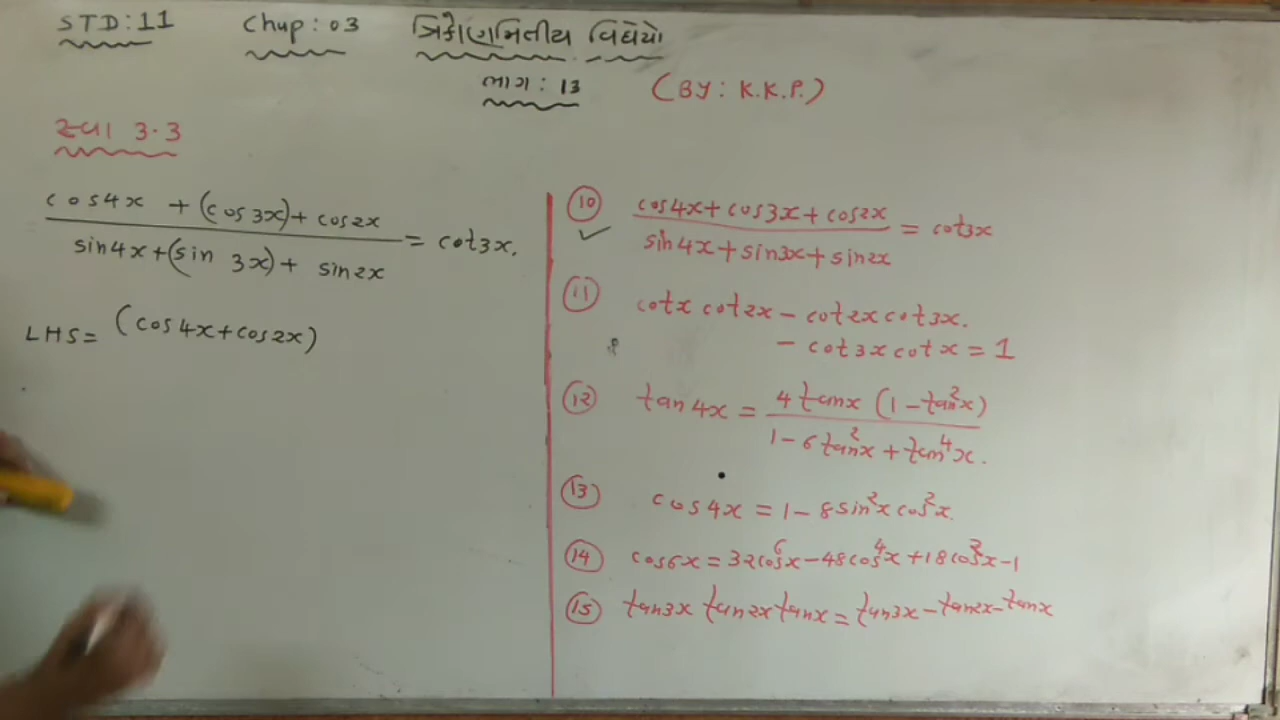 STD:11 Chap:03 ત્રિકોણમિતીય વિધેયો
ભાગ : 13 (BY: K.K.P.)
સ્વા 3.3
cos4x + (cos3x) + cos2x
sin4x + (sin 3x) + sin2x
= cot3x.
LHS = (cos4x+cos2x)
10 cos4x + cos3x + cos2x
sin4x + sin3x + sin2x
= cot3x
11 cotx cot2x - cot2x cot3x.
- cot3x cotx = 1
12 tan4x = 4 tanx (1-tan²x)
1-6tan²x + tan⁴x.
13 cos4x = 1-8sin²x cos²x.
14 cos6x = 32cos⁶x - 48cos⁴x + 18cos²x - 1
15 tan3x tan2x tanx = tan3x - tan2x - tanx